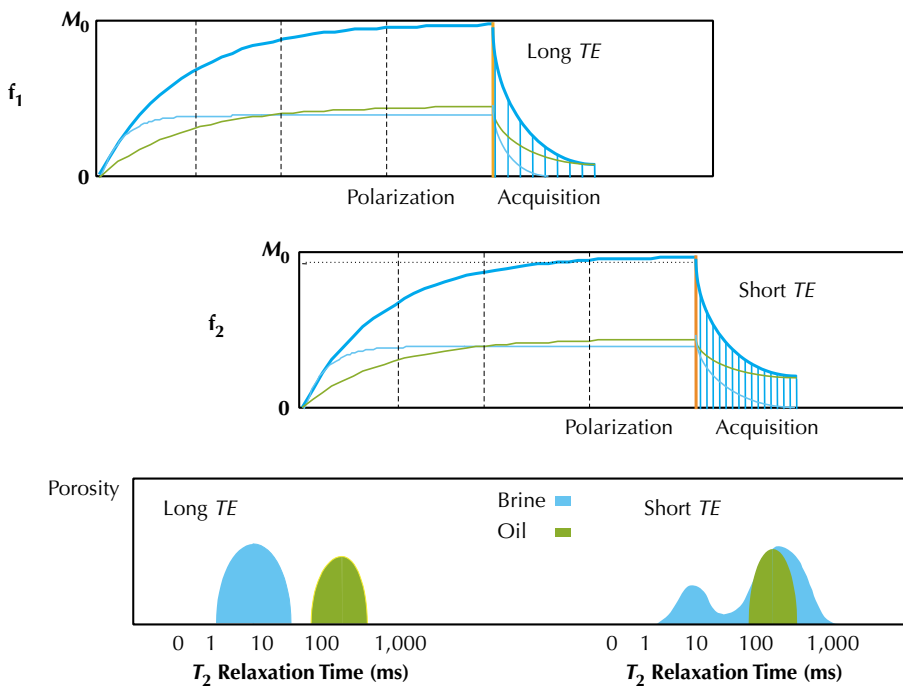 M0
Long TE
f1
0
Polarization Acquisition
M0
Short TE
f2
0
Polarization Acquisition
Porosity
Long TE
Brine
Oil
Short TE
0 1 10 100 1,000
T2 Relaxation Time (ms)
0 1 10 100 1,000
T2 Relaxation Time (ms)